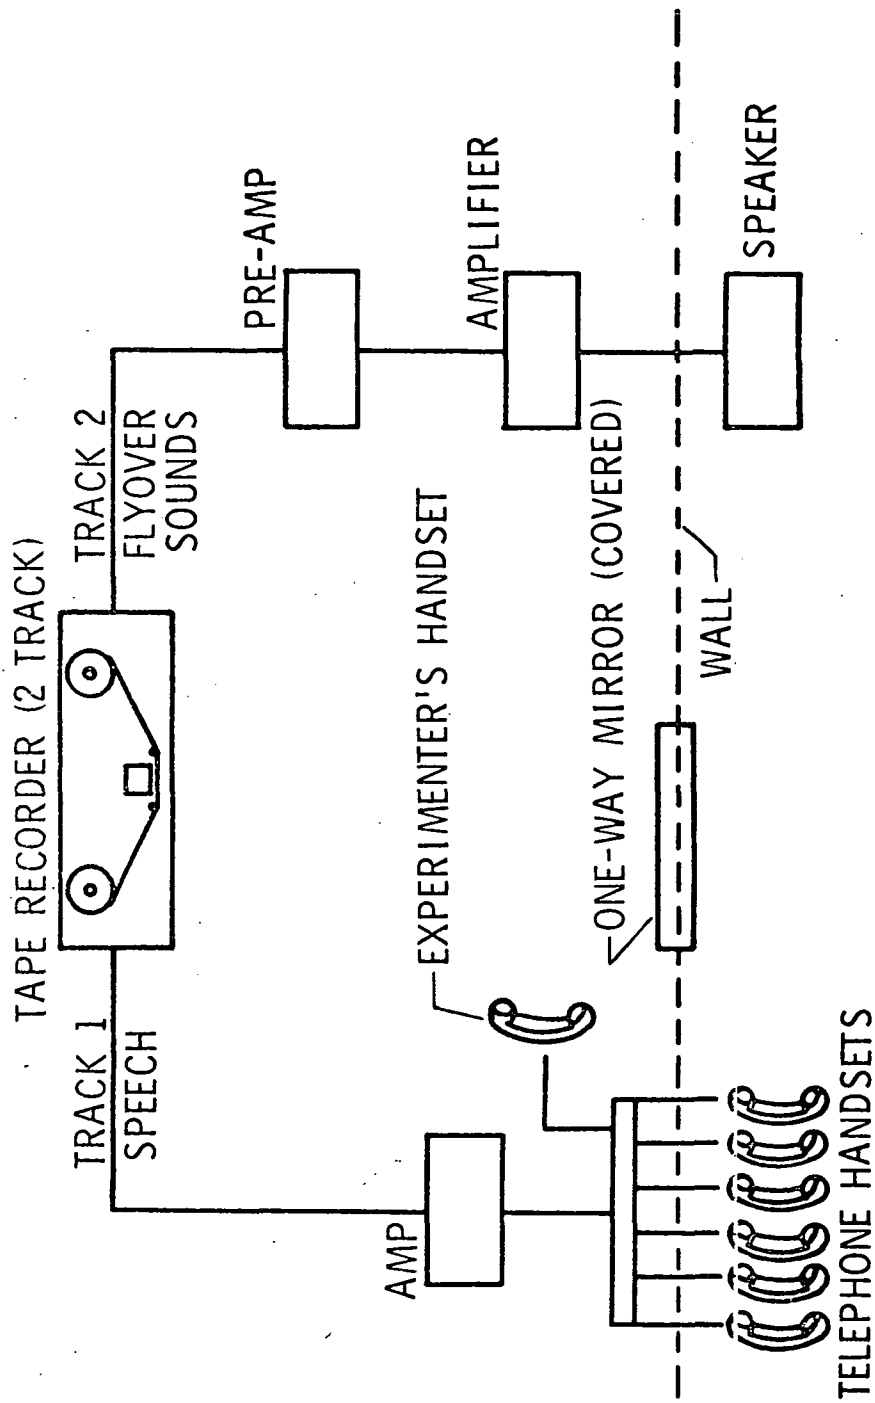 TAPE RECORDER (2 TRACK)
TRACK 1
SPEECH
TRACK 2
FLYOVER
SOUNDS
PRE-AMP
AMP
EXPERIMENTER'S HANDSET
AMPLIFIER
ONE-WAY MIRROR (COVERED)
WALL
SPEAKER
TELEPHONE HANDSETS